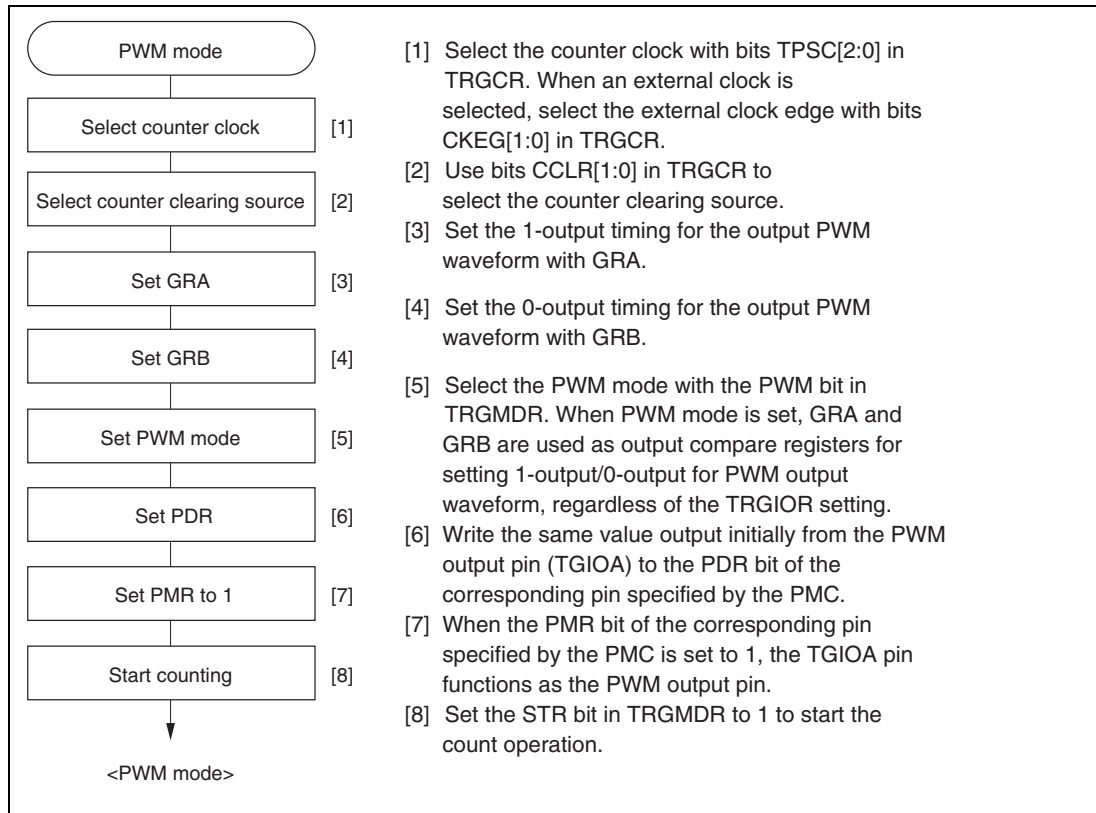 PWM mode
Select counter clock [1]
Select counter clearing source [2]
Set GRA [3]
Set GRB [4]
Set PWM mode [5]
Set PDR [6]
Set PMR to 1 [7]
Start counting [8]
<PWM mode>
[1] Select the counter clock with bits TPSC[2:0] in
TRGCR. When an external clock is
selected, select the external clock edge with bits
CKEG[1:0] in TRGCR.
[2] Use bits CCLR[1:0] in TRGCR to
select the counter clearing source.
[3] Set the 1-output timing for the output PWM
waveform with GRA.
[4] Set the 0-output timing for the output PWM
waveform with GRB.
[5] Select the PWM mode with the PWM bit in
TRGMDR. When PWM mode is set, GRA and
GRB are used as output compare registers for
setting 1-output/0-output for PWM output
waveform, regardless of the TRGIOR setting.
[6] Write the same value output initially from the PWM
output pin (TGIOA) to the PDR bit of the
corresponding pin specified by the PMC.
[7] When the PMR bit of the corresponding pin
specified by the PMC is set to 1, the TGIOA pin
functions as the PWM output pin.
[8] Set the STR bit in TRGMDR to 1 to start the
count operation.